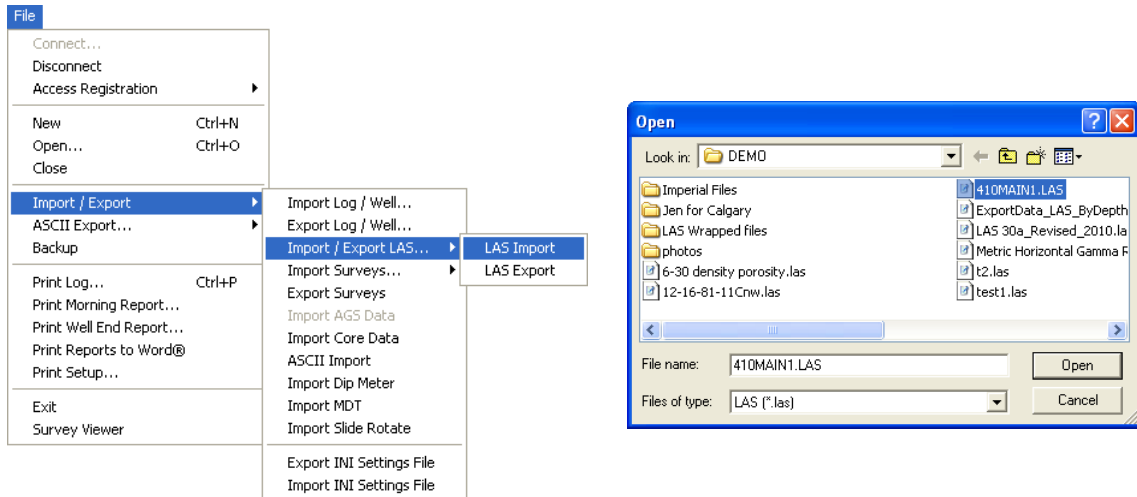 File
Connect...
Disconnect
Access Registration
New Ctrl+N
Open... Ctrl+O
Close
Import / Export
ASCII Export...
Backup
Print Log... Ctrl+P
Print Morning Report...
Print Well End Report...
Print Reports to Word®
Print Setup...
Exit
Survey Viewer
Import Log / Well...
Export Log / Well...
Import / Export LAS...
Import Surveys...
Export Surveys
Import AGS Data
Import Core Data
ASCII Import
Import Dip Meter
Import MDT
Import Slide Rotate
Export INI Settings File
Import INI Settings File
LAS Import
LAS Export
Open
Look in: DEMO
Imperial Files
Jen for Calgary
LAS Wrapped files
photos
6-30 density porosity.las
12-16-81-11Cnw.las
410MAIN1.LAS
ExportData_LAS_ByDepth
LAS 30a_Revised_2010.la
Metric Horizontal Gamma R
t2.las
test1.las
File name: 410MAIN1.LAS Open
Files of type: LAS (*.las) Cancel